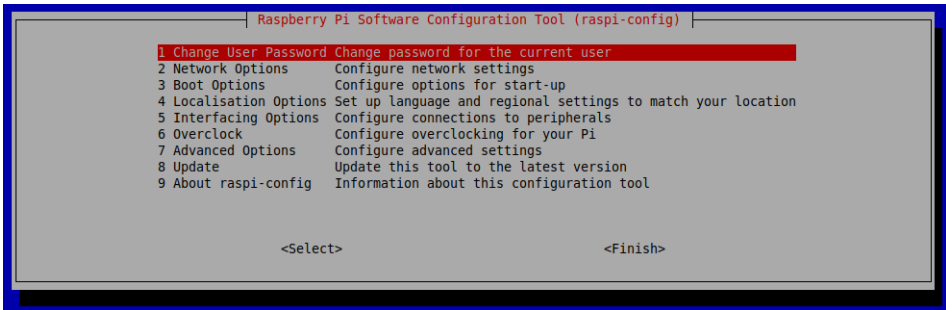 Raspberry Pi Software Configuration Tool (raspi-config)
1 Change User Password Change password for the current user
2 Network Options Configure network settings
3 Boot Options Configure options for start-up
4 Localisation Options Set up language and regional settings to match your location
5 Interfacing Options Configure connections to peripherals
6 Overclock Configure overclocking for your Pi
7 Advanced Options Configure advanced settings
8 Update Update this tool to the latest version
9 About raspi-config Information about this configuration tool
<Select> <Finish>